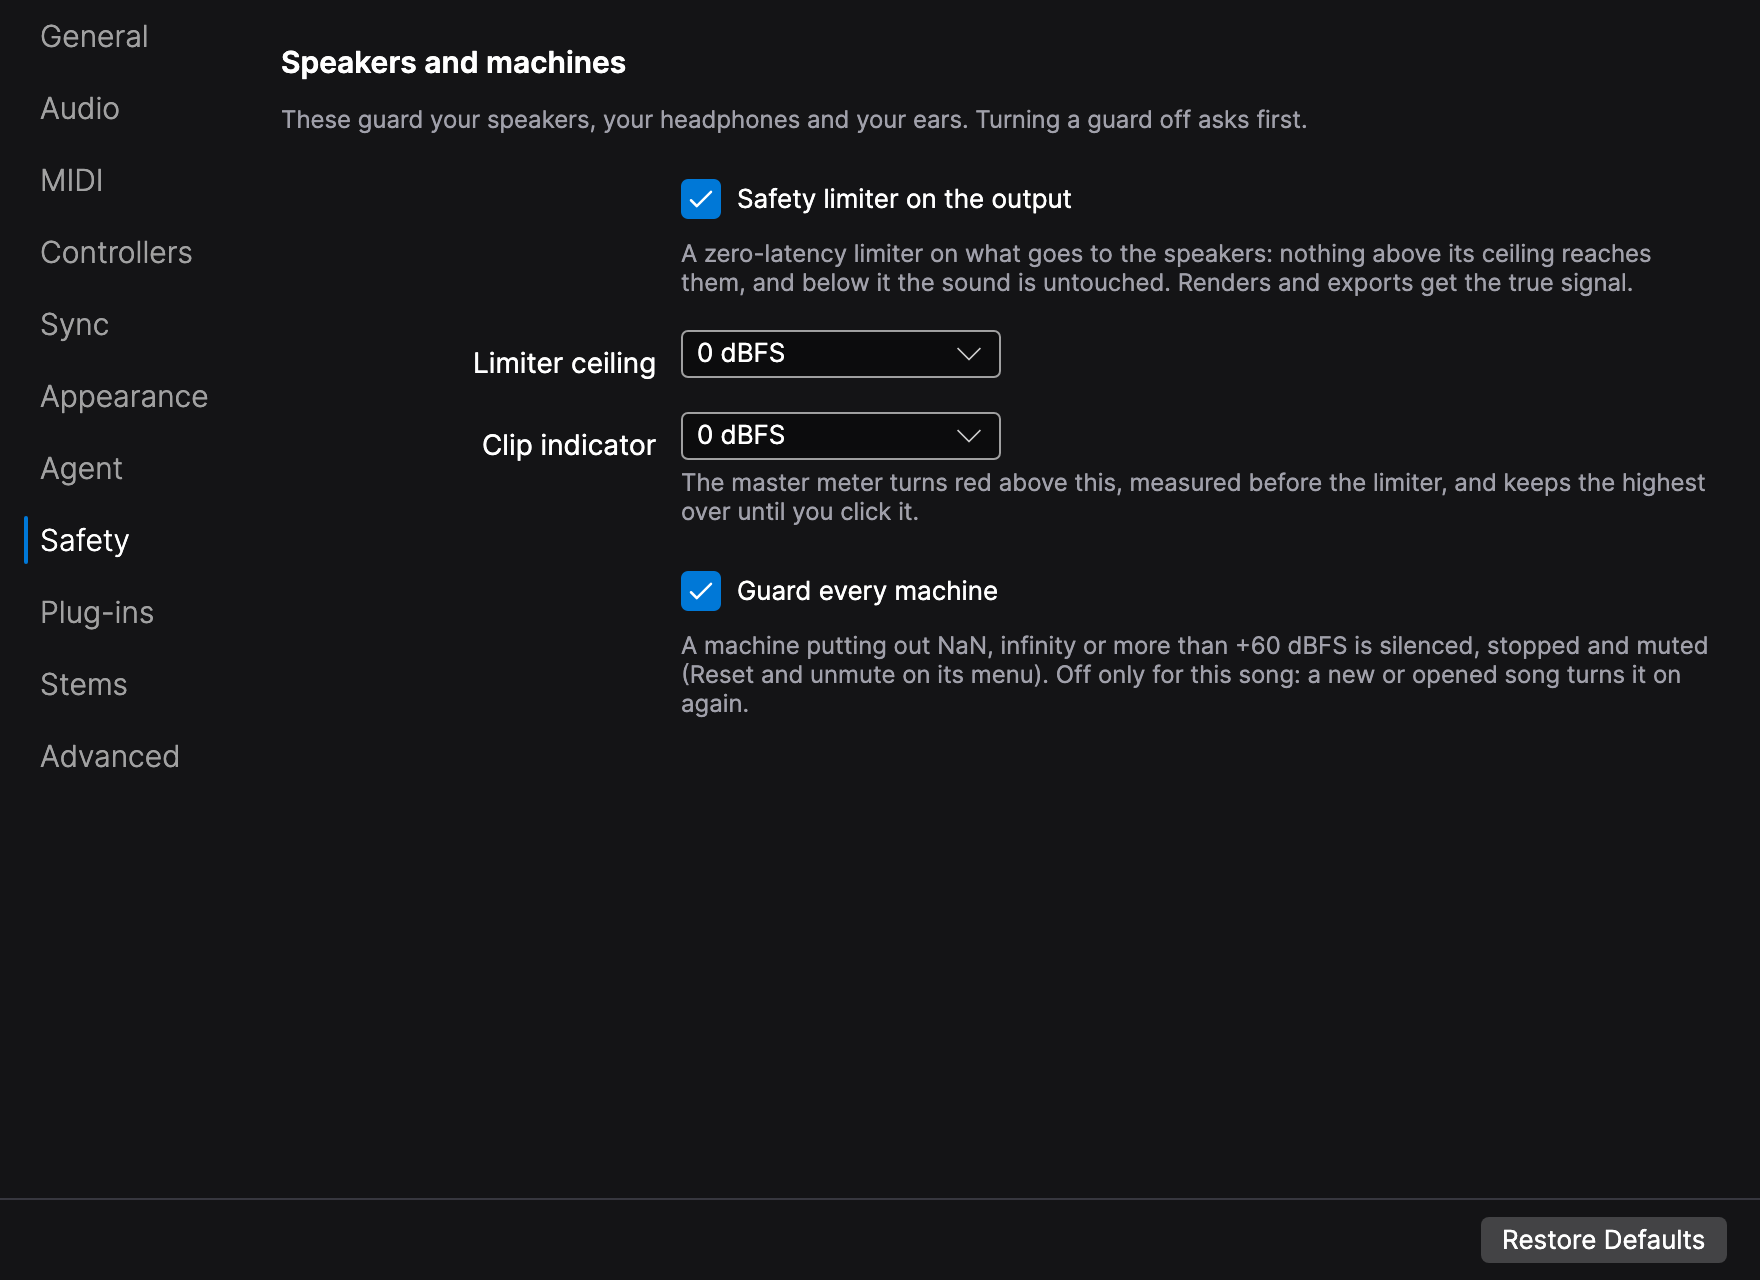 General
Audio
MIDI
Controllers
Sync
Appearance
Agent
Safety
Plug-ins
Stems
Advanced
Speakers and machines
These guard your speakers, your headphones and your ears. Turning a guard off asks first.
Safety limiter on the output
A zero-latency limiter on what goes to the speakers: nothing above its ceiling reaches
them, and below it the sound is untouched. Renders and exports get the true signal.
Limiter ceiling
0 dBFS
Clip indicator
0 dBFS
The master meter turns red above this, measured before the limiter, and keeps the highest
over until you click it.
Guard every machine
A machine putting out NaN, infinity or more than +60 dBFS is silenced, stopped and muted
(Reset and unmute on its menu). Off only for this song: a new or opened song turns it on
again.
Restore Defaults